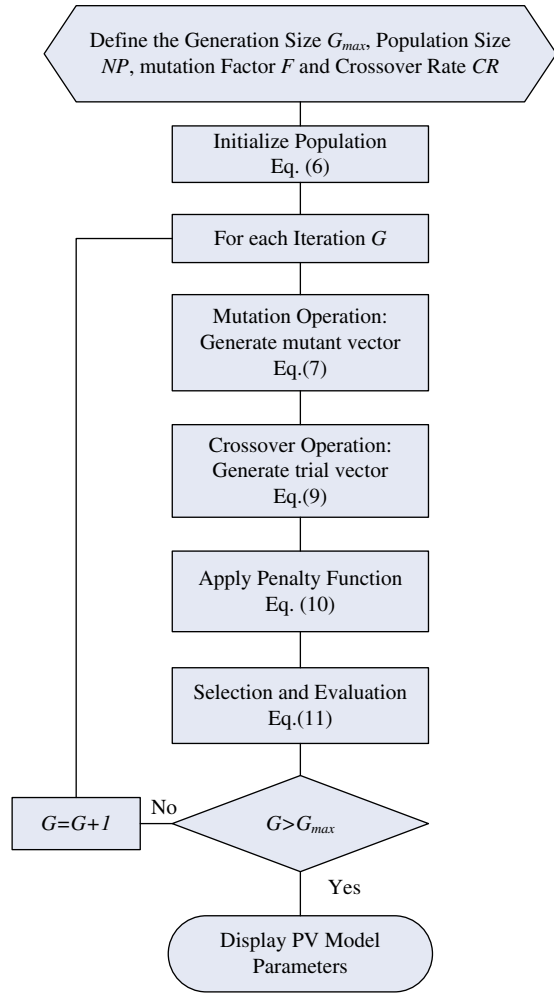 Define the Generation Size Gmax, Population Size
NP, mutation Factor F and Crossover Rate CR
Initialize Population
Eq. (6)
For each Iteration G
Mutation Operation:
Generate mutant vector
Eq.(7)
Crossover Operation:
Generate trial vector
Eq.(9)
Apply Penalty Function
Eq. (10)
Selection and Evaluation
Eq.(11)
G=G+1
No
G>Gmax
Yes
Display PV Model
Parameters